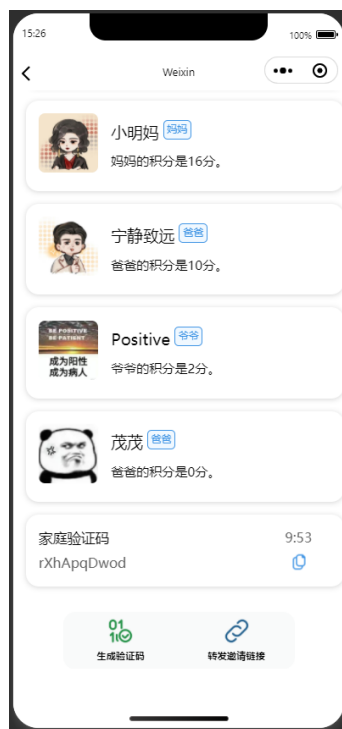 15:26
100%
Weixin
小明妈 妈妈
妈妈的积分是16分。
宁静致远 爸爸
爸爸的积分是10分。
BE POSITIVE
BE PATIENT
成为阳性
成为病人
Positive 爷爷
爷爷的积分是2分。
茂茂 爸爸
爸爸的积分是0分。
家庭验证码 9:53
rXhApqDwod
生成验证码 转发邀请链接